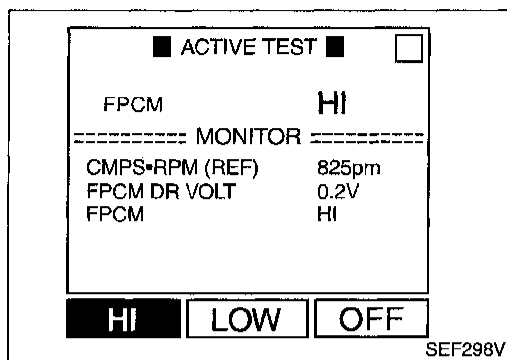 ■ ACTIVE TEST ■
FPCM HI
========= MONITOR =========
CMPS•RPM (REF) 825pm
FPCM DR VOLT 0.2V
FPCM HI
HI LOW OFF
SEF298V